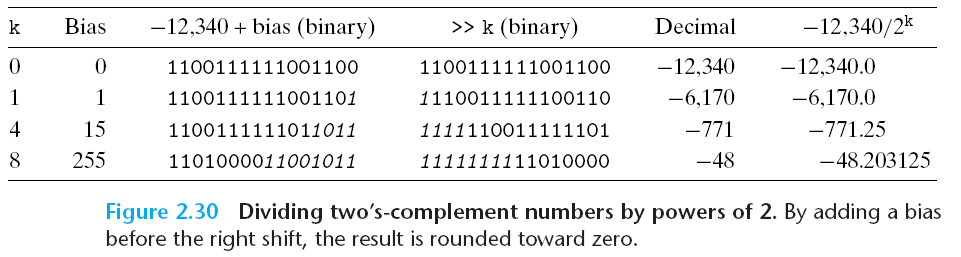 k Bias −12,340 + bias (binary) >> k (binary) Decimal −12,340/2ᵏ
0 0 1100111111001100 1100111111001100 −12,340 −12,340.0
1 1 1100111111001101 1110011111100110 −6,170 −6,170.0
4 15 1100111111011011 1111110011111101 −771 −771.25
8 255 1101000011001011 1111111111010000 −48 −48.203125
Figure 2.30 Dividing two’s-complement numbers by powers of 2. By adding a bias
before the right shift, the result is rounded toward zero.